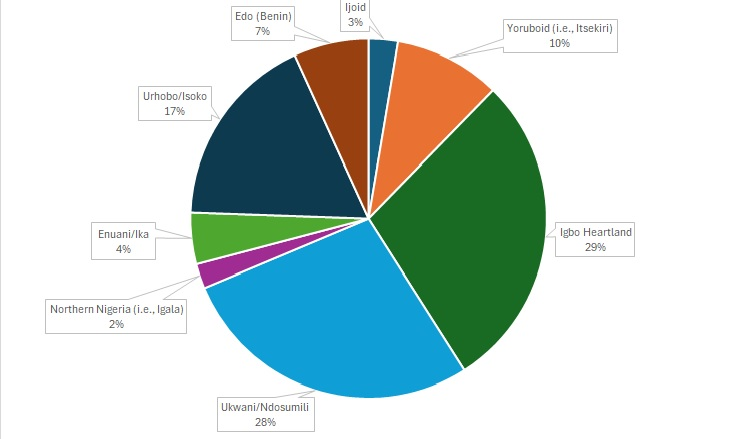 Ijoid
3%
Yoruboid (i.e., Itsekiri)
10%
Igbo Heartland
29%
Ukwani/Ndosumili
28%
Northern Nigeria (i.e., Igala)
2%
Enuani/Ika
4%
Urhobo/Isoko
17%
Edo (Benin)
7%